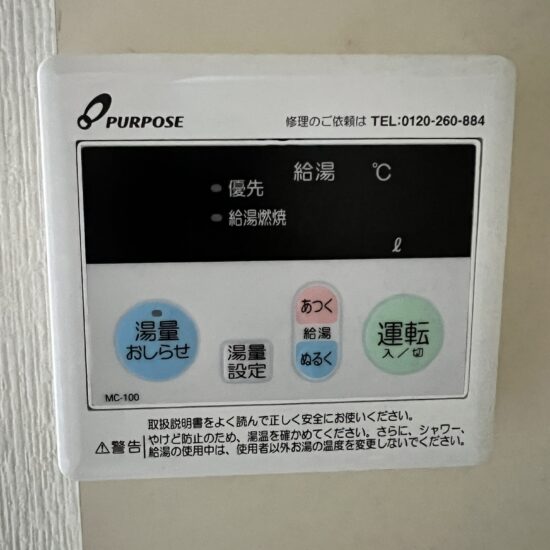 PURPOSE
修理のご依頼は TEL:0120-260-884
給湯 ℃
優先
給湯燃焼
ℓ
湯量
おしらせ
湯量
設定
あつく
給湯
ぬるく
運転
入/切
MC-100
取扱説明書をよく読んで正しく安全にお使いください。
⚠警告 やけど防止のため、湯温を確かめてください。さらに、シャワー、
給湯の使用中は、使用者以外お湯の温度を変更しないでください。